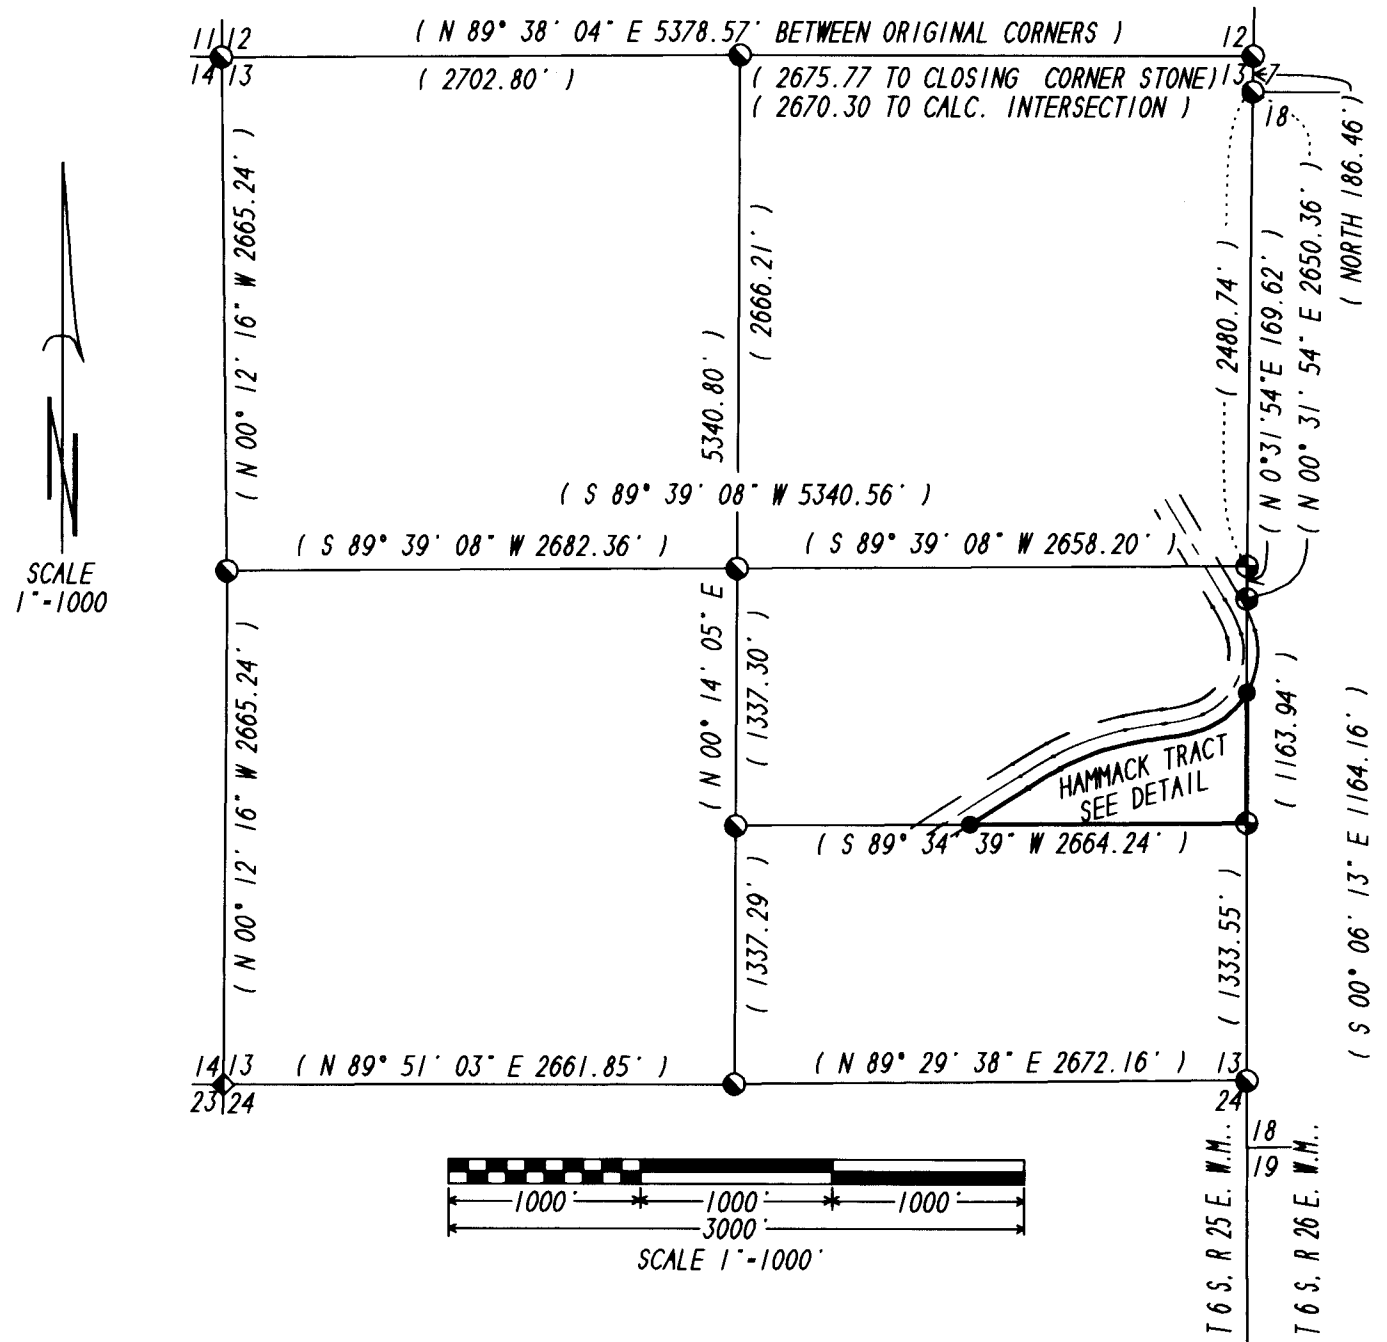 ( N 89° 38' 04" E 5378.57' BETWEEN ORIGINAL CORNERS )
11 12
14 13
12
13 7
18
( 2702.80' )
( 2675.77 TO CLOSING CORNER STONE)
( 2670.30 TO CALC. INTERSECTION )
( NORTH 186.46')
( N 00° 12' 16" W 2665.24' )
( 2666.21' )
5340.80' )
( 2480.74' )
( N 0°31'54"E 169.62' )
( N 00° 31' 54" E 2650.36' )
N
SCALE
1"-1000
( S 89° 39' 08" W 5340.56' )
( S 89° 39' 08" W 2682.36' )
( S 89° 39' 08" W 2658.20' )
( N 00° 14' 05" E
( 1337.30' )
( N 00° 12' 16" W 2665.24' )
( 1163.94' )
( S 00° 06' 13" E 1164.16' )
HAMMACK TRACT
SEE DETAIL
( S 89° 34' 39" W 2664.24' )
( 1337.29' )
( 1333.55' )
14 13
23 24
( N 89° 51' 03" E 2661.85' )
( N 89° 29' 38" E 2672.16' )
13
24
18
19
T 6 S, R 25 E. W.M..
T 6 S, R 26 E. W.M..
1000' 1000' 1000'
3000'
SCALE 1"-1000'